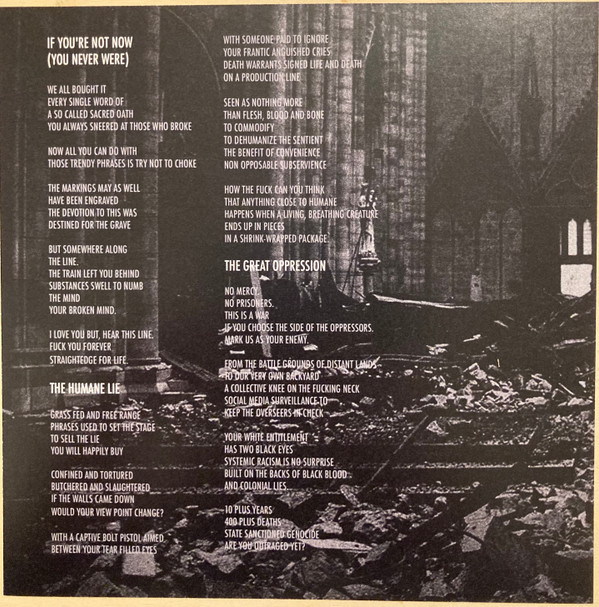 IF YOU'RE NOT NOW
(YOU NEVER WERE)
WE ALL BOUGHT IT
EVERY SINGLE WORD OF
A SO CALLED SACRED OATH
YOU ALWAYS SNEERED AT THOSE WHO BROKE
NOW ALL YOU CAN DO WITH
THOSE TRENDY PHRASES IS TRY NOT TO CHOKE
THE MARKINGS MAY AS WELL
HAVE BEEN ENGRAVED
THE DEVOTION TO THIS WAS
DESTINED FOR THE GRAVE
BUT SOMEWHERE ALONG
THE LINE.
THE TRAIN LEFT YOU BEHIND
SUBSTANCES SWELL TO NUMB
THE MIND
YOUR BROKEN MIND.
I LOVE YOU BUT, HEAR THIS LINE.
FUCK YOU FOREVER
STRAIGHTEDGE FOR LIFE.
THE HUMANE LIE
GRASS FED AND FREE RANGE
PHRASES USED TO SET THE STAGE
TO SELL THE LIE
YOU WILL HAPPILY BUY
CONFINED AND TORTURED
BUTCHERED AND SLAUGHTERED
IF THE WALLS CAME DOWN
WOULD YOUR VIEW POINT CHANGE?
WITH A CAPTIVE BOLT PISTOL AIMED
BETWEEN YOUR TEAR FILLED EYES
WITH SOMEONE PAID TO IGNORE
YOUR FRANTIC ANGUISHED CRIES
DEATH WARRANTS SIGNED LIFE AND DEATH
ON A PRODUCTION LINE
SEEN AS NOTHING MORE
THAN FLESH, BLOOD AND BONE
TO COMMODIFY
TO DEHUMANIZE THE SENTIENT
THE BENEFIT OF CONVENIENCE
NON OPPOSABLE SUBSERVIENCE
HOW THE FUCK CAN YOU THINK
THAT ANYTHING CLOSE TO HUMANE
HAPPENS WHEN A LIVING, BREATHING CREATURE
ENDS UP IN PIECES
IN A SHRINK-WRAPPED PACKAGE.
THE GREAT OPPRESSION
NO MERCY.
NO PRISONERS.
THIS IS A WAR
IF YOU CHOOSE THE SIDE OF THE OPPRESSORS.
MARK US AS YOUR ENEMY.
FROM THE BATTLE GROUNDS OF DISTANT LANDS
TO OUR VERY OWN BACKYARD
A COLLECTIVE KNEE ON THE FUCKING NECK
SOCIAL MEDIA SURVEILLANCE TO
KEEP THE OVERSEERS IN CHECK
YOUR WHITE ENTITLEMENT
HAS TWO BLACK EYES
SYSTEMIC RACISM IS NO SURPRISE
BUILT ON THE BACKS OF BLACK BLOOD
AND COLONIAL LIES
10 PLUS YEARS
400 PLUS DEATHS
STATE SANCTIONED GENOCIDE
ARE YOU OUTRAGED YET?